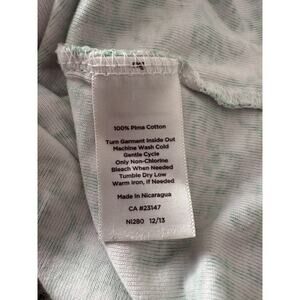 100% Pima Cotton
Turn Garment Inside Out
Machine Wash Cold
Gentle Cycle
Only Non-Chlorine
Bleach When Needed
Tumble Dry Low
Warm Iron, If Needed
Made in Nicaragua
CA #23147
NI280 12/13